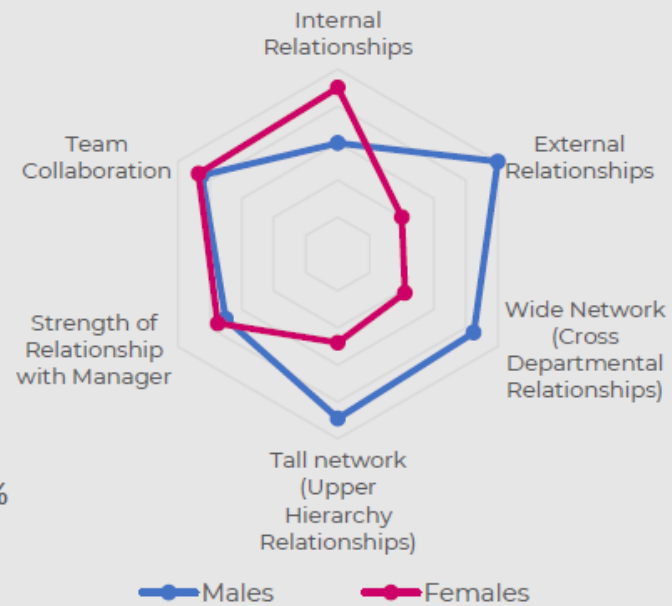 Internal
Relationships
Team
Collaboration
External
Relationships
Strength of
Relationship
with Manager
Wide Network
(Cross
Departmental
Relationships)
Tall network
(Upper
Hierarchy
Relationships)
%
Males
Females